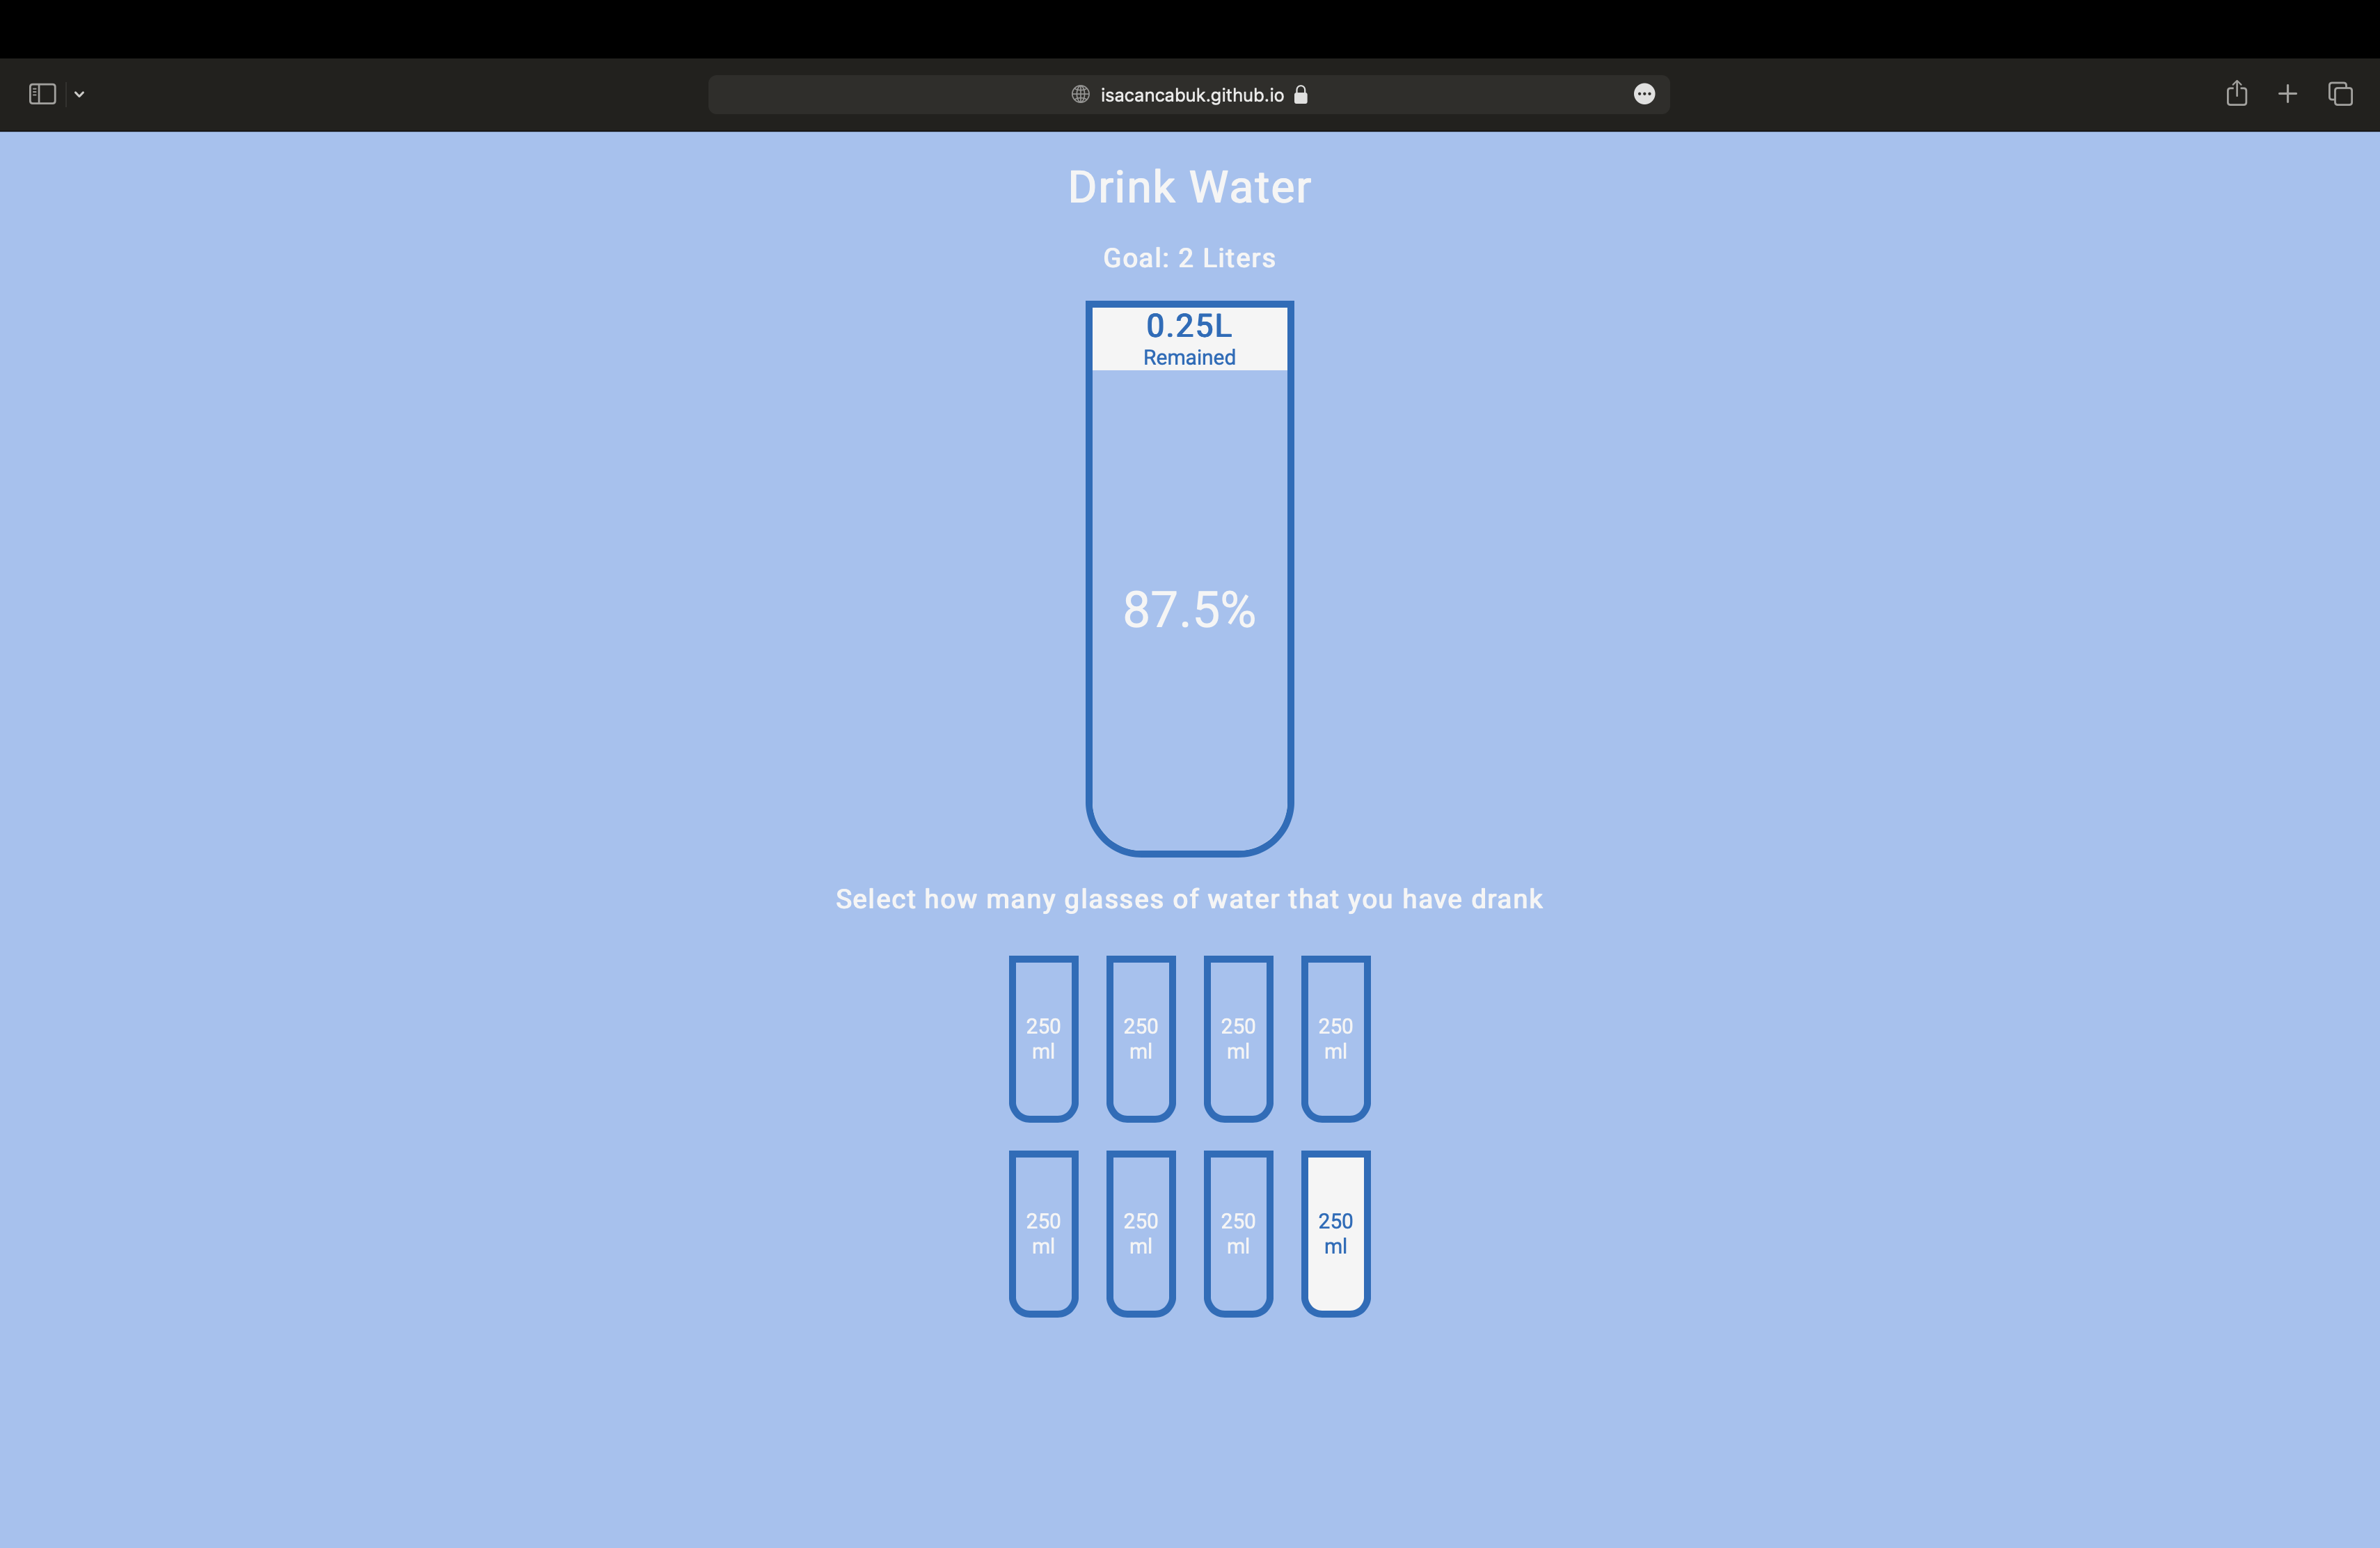 isacancabuk.github.io
Drink Water
Goal: 2 Liters
0.25L
Remained
87.5%
Select how many glasses of water that you have drank
250 250 250 250
ml ml ml ml
250 250 250 250
ml ml ml ml